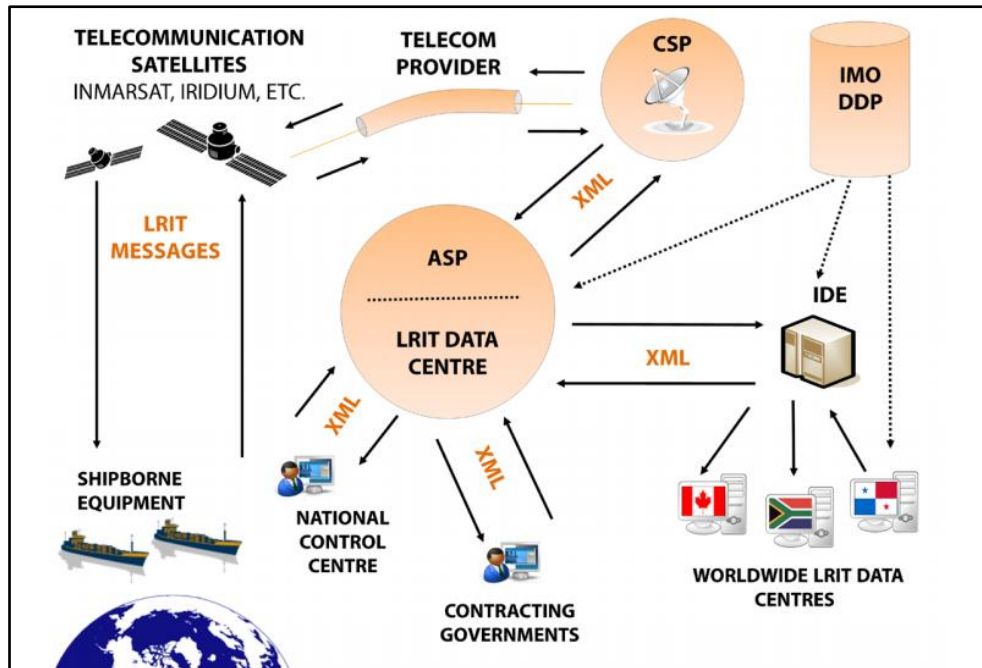 TELECOMMUNICATION
SATELLITES
INMARSAT, IRIDIUM, ETC.
TELECOM
PROVIDER
CSP
IMO
DDP
XML
LRIT
MESSAGES
ASP
LRIT DATA
CENTRE
IDE
XML
XML
XML
SHIPBORNE
EQUIPMENT
NATIONAL
CONTROL
CENTRE
CONTRACTING
GOVERNMENTS
WORLDWIDE LRIT DATA
CENTRES